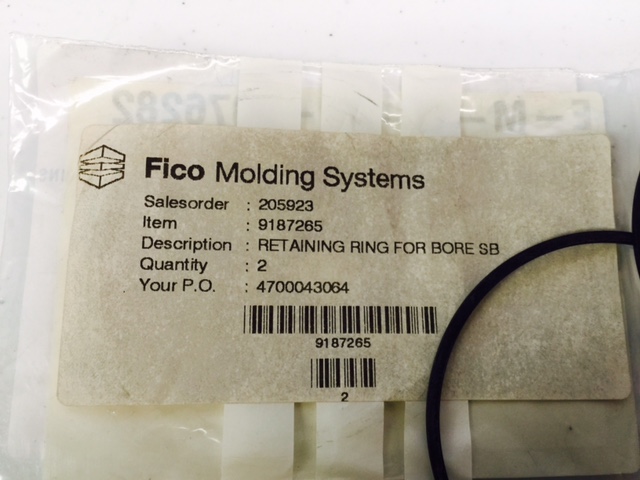 76282
E-M-
Fico Molding Systems
Salesorder : 205923
Item : 9187265
Description : RETAINING RING FOR BORE SB
Quantity : 2
Your P.O. : 4700043064
9187265
2